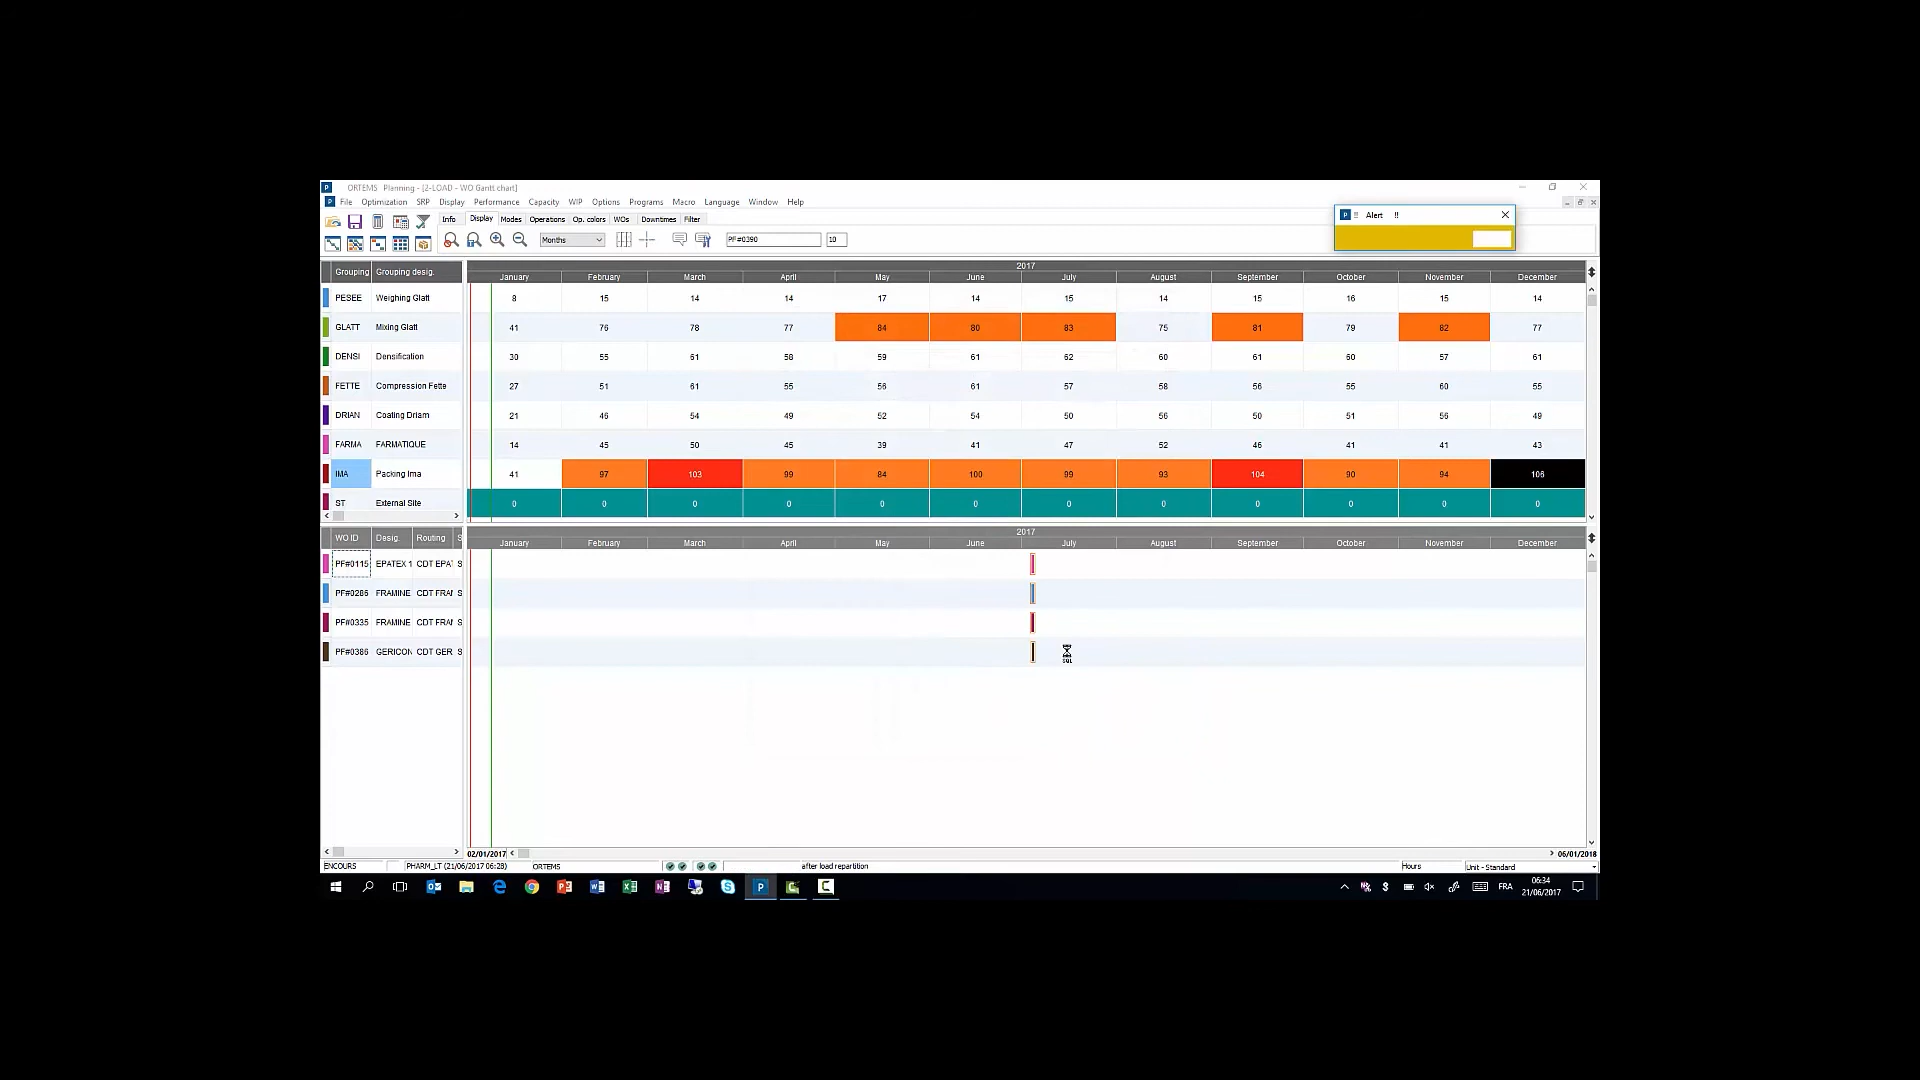 ORTEMS Planning - [2-LOAD - WO Gantt chart]
File Optimization SRP Display Performance Capacity WIP Options Programs Macro Language Window Help
!! Alert !!
Info Display Modes Operations Op. colors WOs Downtimes Filter
Months PF#0390 10
Grouping Grouping desig. 2017
January February March April May June July August September October November December
PESEE Weighing Glatt 8 15 14 14 17 14 15 14 15 16 15 14
GLATT Mixing Glatt 41 76 78 77 84 80 83 75 81 79 82 77
DENSI Densification 30 55 61 58 59 61 62 60 61 60 57 61
FETTE Compression Fette 27 51 61 55 56 61 57 58 56 55 60 55
DRIAN Coating Driam 21 46 54 49 52 54 50 56 50 51 56 49
FARMA FARMATIQUE 14 45 50 45 39 41 47 52 46 41 41 43
IMA Packing Ima 41 97 103 99 84 100 99 93 104 90 94 106
ST External Site 0 0 0 0 0 0 0 0 0 0 0 0
WO ID Desig. Routing S 2017
January February March April May June July August September October November December
PF#0115 EPATEX 1 CDT EPA S
PF#0286 FRAMINE CDT FRA S
PF#0335 FRAMINE CDT FRA S
PF#0386 GERICON CDT GER S
SQL
02/01/2017 06/01/2018
ENCOURS PHARM_LT (21/06/2017 06:28) ORTEMS after load repartition Hours Unit - Standard
FRA 06:34
21/06/2017